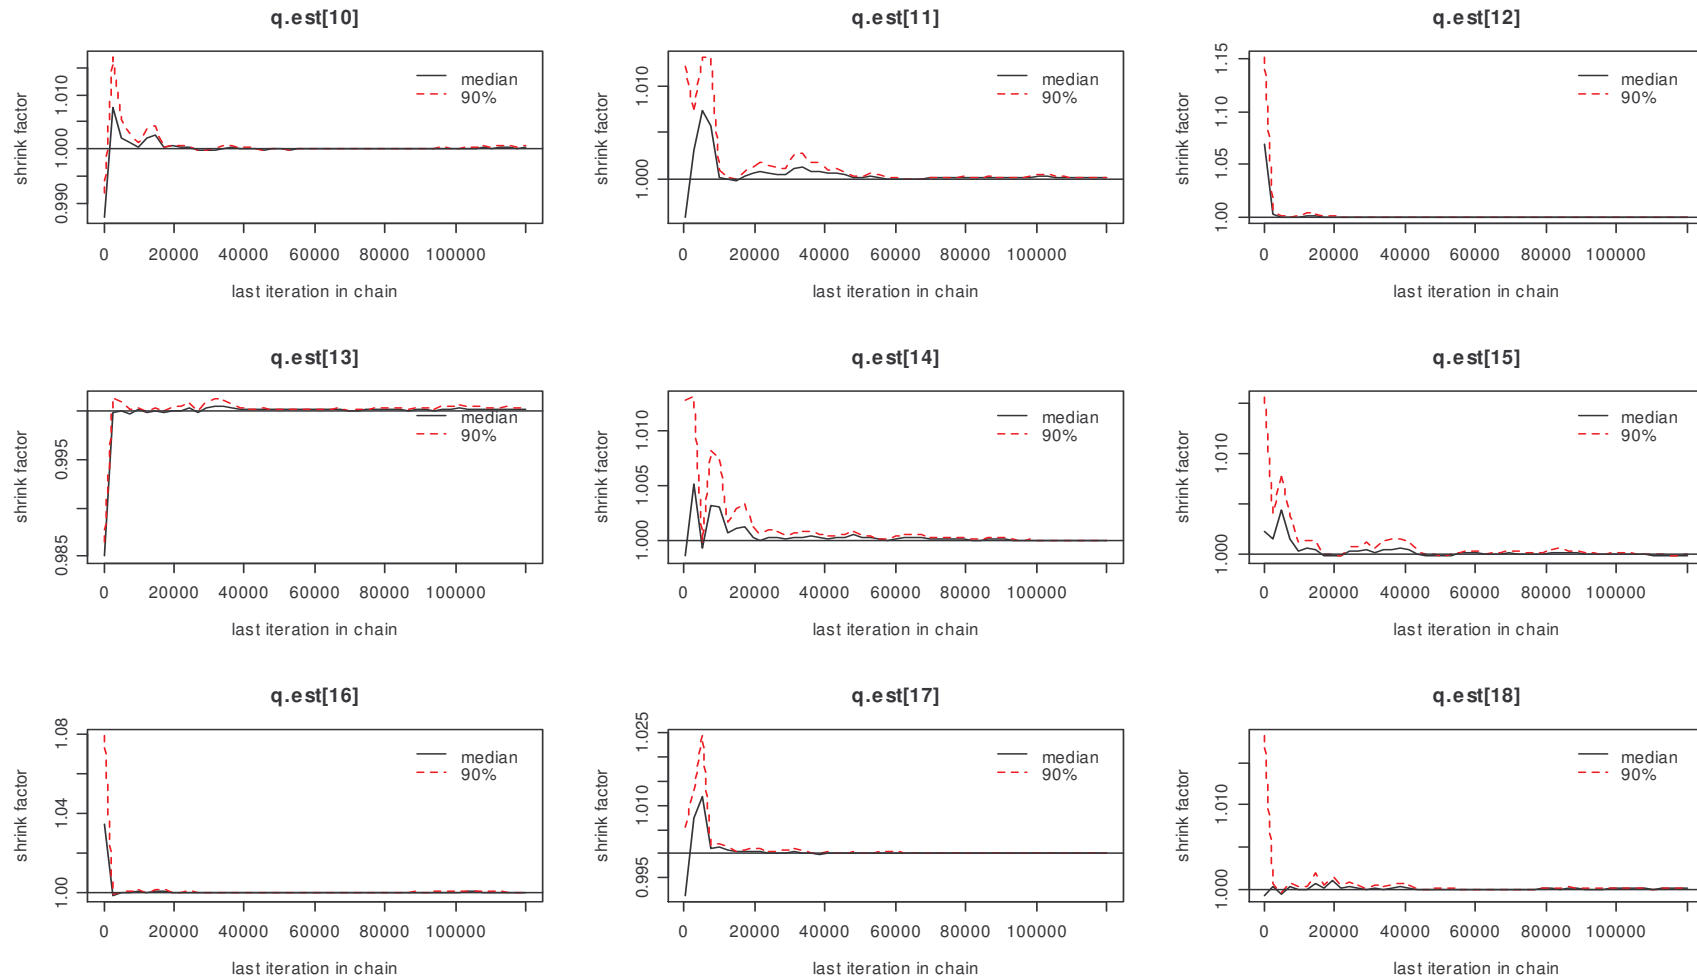 q.est[10]
shrink factor
0.990 1.000 1.010
median
90%
0 20000 40000 60000 80000 100000
last iteration in chain
q.est[11]
shrink factor
1.000 1.010
median
90%
0 20000 40000 60000 80000 100000
last iteration in chain
q.est[12]
shrink factor
1.00 1.05 1.10 1.15
median
90%
0 20000 40000 60000 80000 100000
last iteration in chain
q.est[13]
shrink factor
0.985 0.995
median
90%
0 20000 40000 60000 80000 100000
last iteration in chain
q.est[14]
shrink factor
1.000 1.005 1.010
median
90%
0 20000 40000 60000 80000 100000
last iteration in chain
q.est[15]
shrink factor
1.000 1.010
median
90%
0 20000 40000 60000 80000 100000
last iteration in chain
q.est[16]
shrink factor
1.00 1.04 1.08
median
90%
0 20000 40000 60000 80000 100000
last iteration in chain
q.est[17]
shrink factor
0.995 1.010 1.025
median
90%
0 20000 40000 60000 80000 100000
last iteration in chain
q.est[18]
shrink factor
1.000 1.010
median
90%
0 20000 40000 60000 80000 100000
last iteration in chain